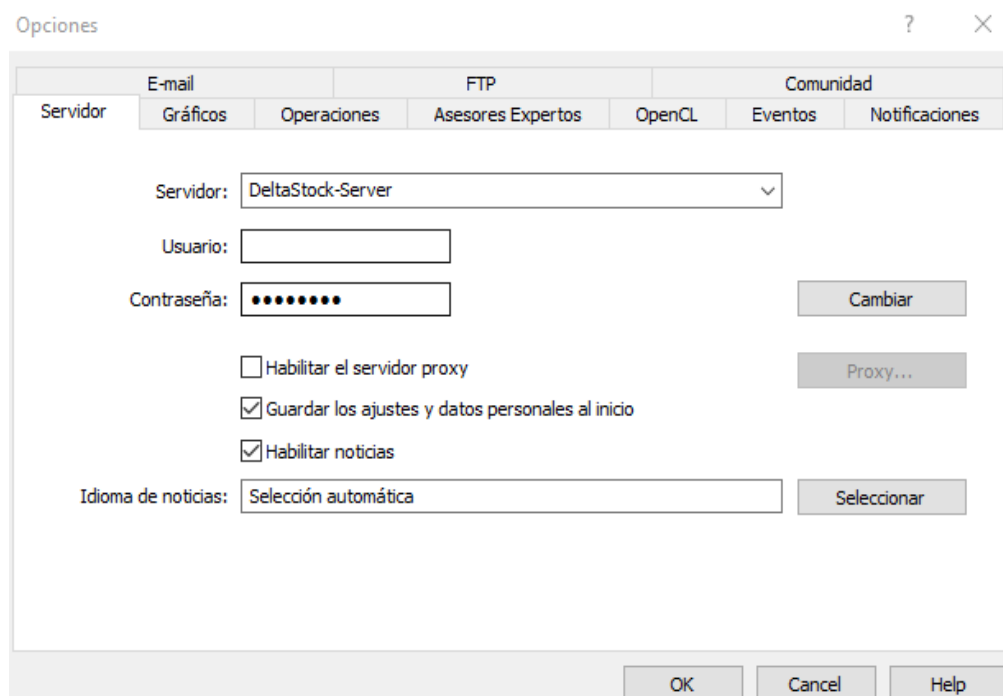 Opciones
?
E-mail FTP Comunidad
Servidor Gráficos Operaciones Asesores Expertos OpenCL Eventos Notificaciones
Servidor: DeltaStock-Server
Usuario:
Contraseña: ●●●●●●●● Cambiar
Habilitar el servidor proxy Proxy...
Guardar los ajustes y datos personales al inicio
Habilitar noticias
Idioma de noticias: Selección automática Seleccionar
OK Cancel Help